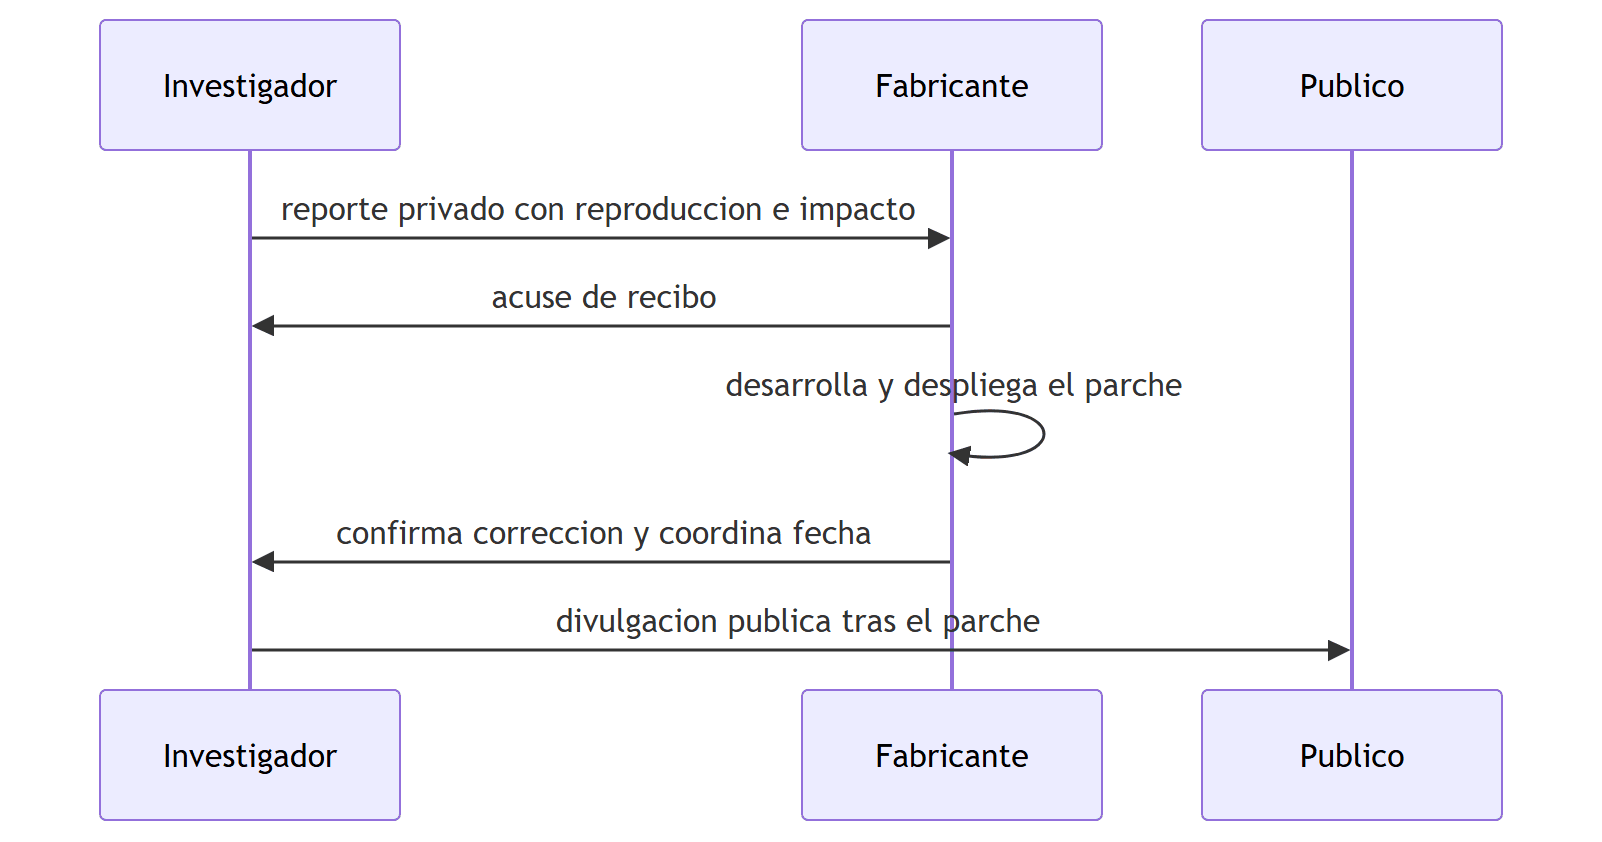 Investigador
Fabricante
Publico
reporte privado con reproduccion e impacto
acuse de recibo
desarrolla y despliega el parche
confirma correccion y coordina fecha
divulgacion publica tras el parche
Investigador
Fabricante
Publico